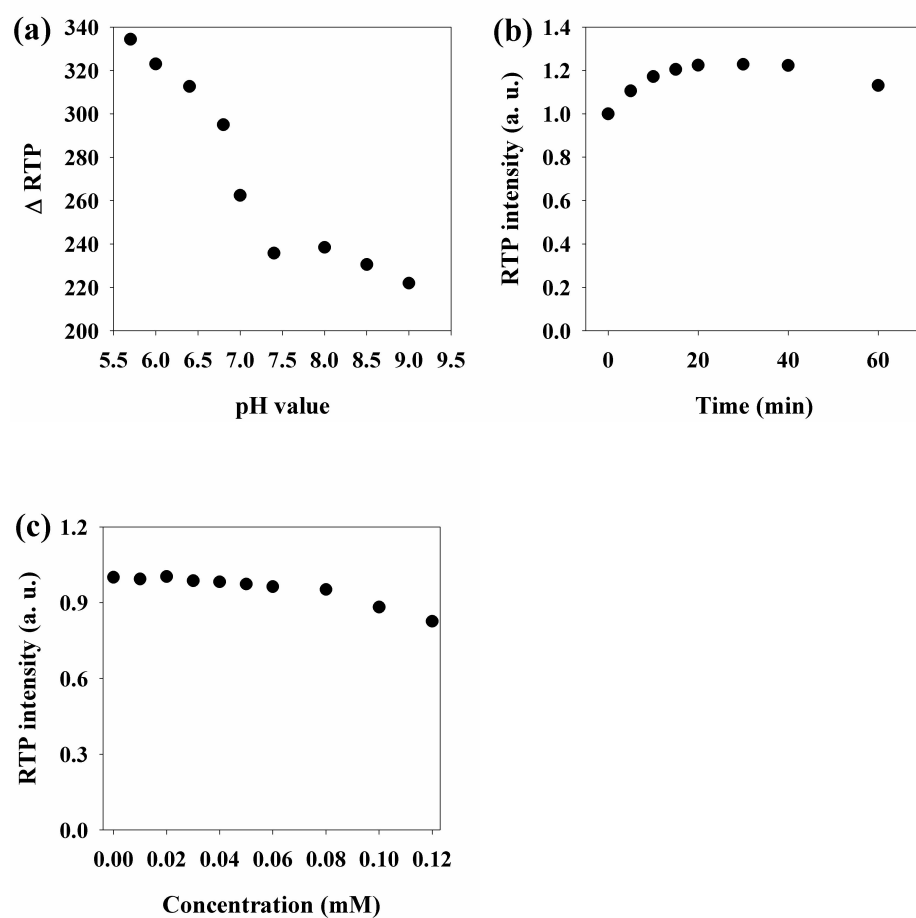 (a)
340
320
300
280
260
240
220
200
Δ RTP
5.5 6.0 6.5 7.0 7.5 8.0 8.5 9.0 9.5
pH value
(b)
1.4
1.2
1.0
0.8
0.6
0.4
0.2
0.0
RTP intensity (a. u.)
0 20 40 60
Time (min)
(c)
1.2
0.9
0.6
0.3
0.0
RTP intensity (a. u.)
0.00 0.02 0.04 0.06 0.08 0.10 0.12
Concentration (mM)